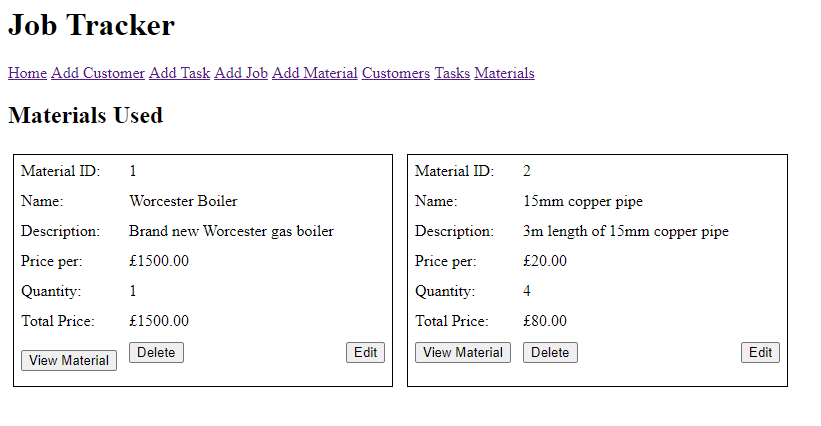 Job Tracker
Home Add Customer Add Task Add Job Add Material Customers Tasks Materials
Materials Used
Material ID: 1
Name: Worcester Boiler
Description: Brand new Worcester gas boiler
Price per: £1500.00
Quantity: 1
Total Price: £1500.00
View Material Delete Edit
Material ID: 2
Name: 15mm copper pipe
Description: 3m length of 15mm copper pipe
Price per: £20.00
Quantity: 4
Total Price: £80.00
View Material Delete Edit